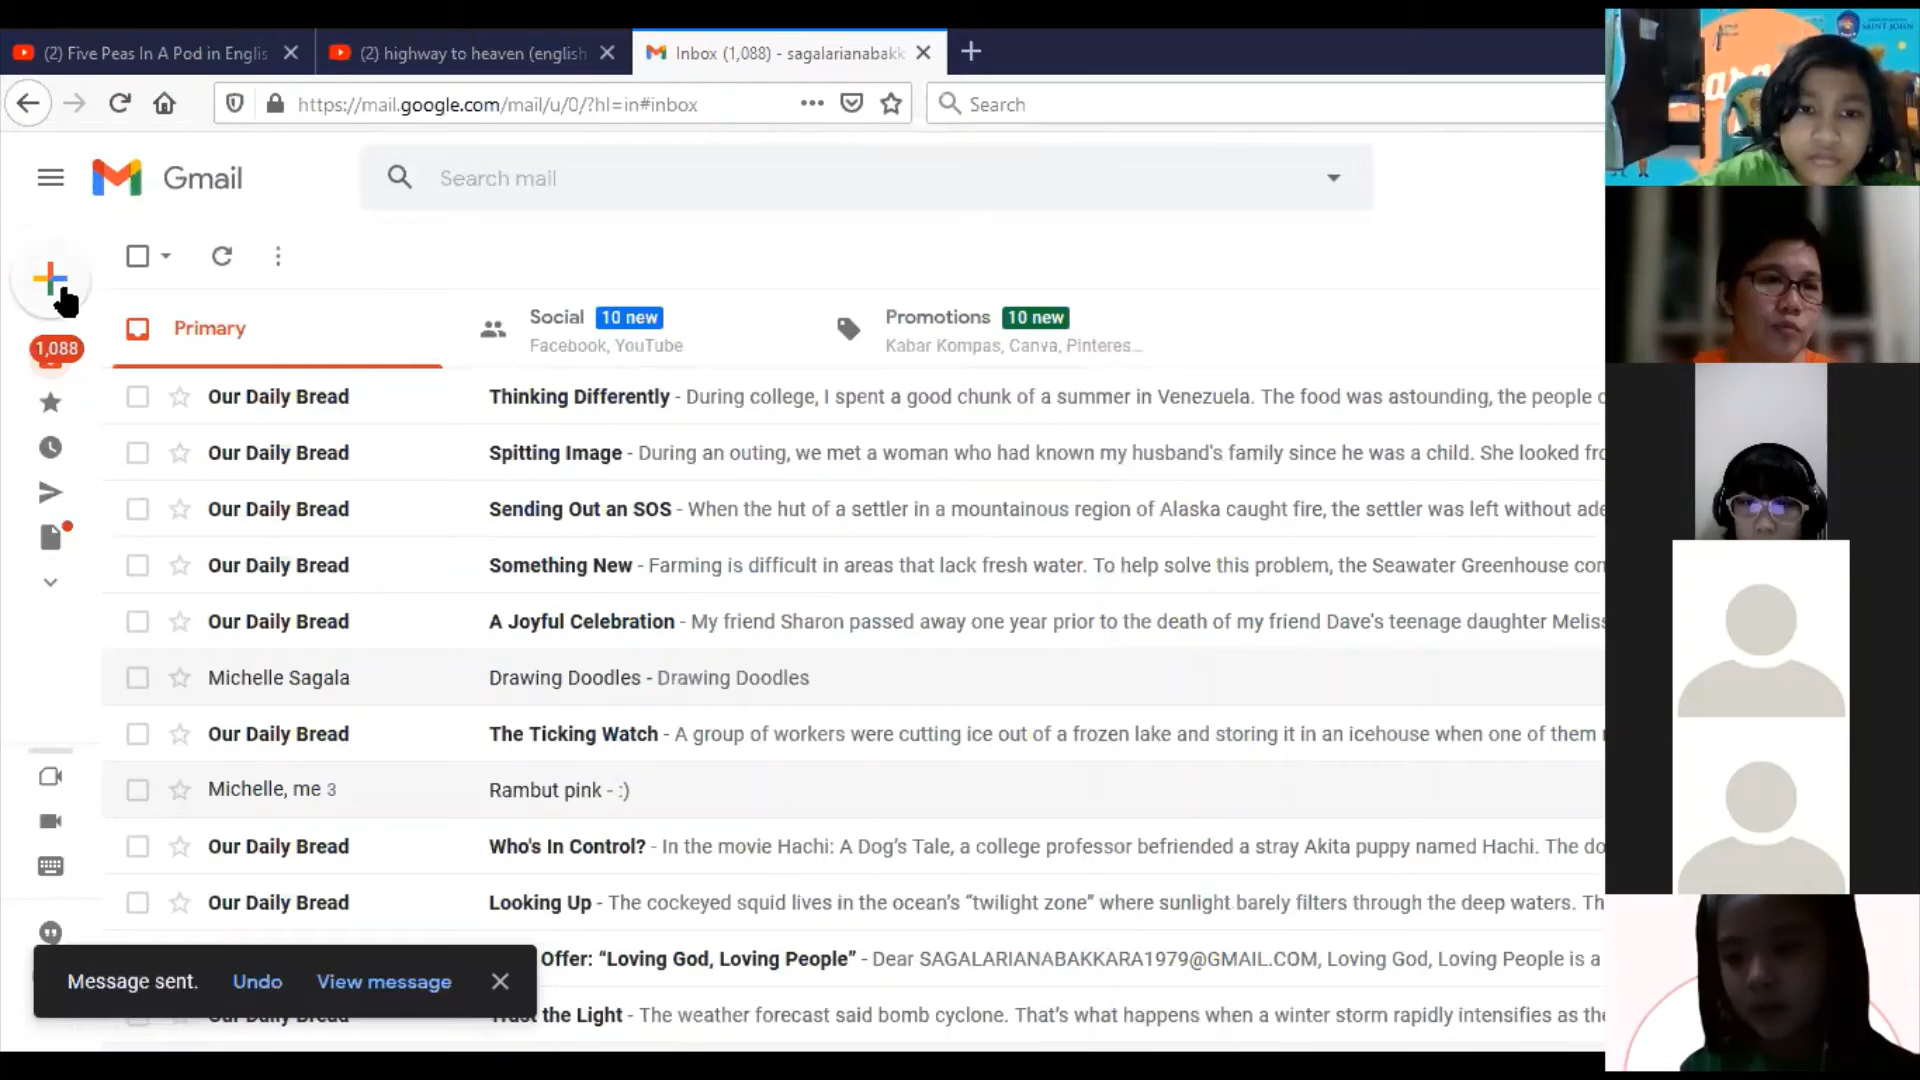 (2) Five Peas In A Pod in Englis
(2) highway to heaven (english
Inbox (1,088) - sagalarianabakk
https://mail.google.com/mail/u/0/?hl=in#inbox
Search
Gmail
Search mail
Primary
Social 10 new
Facebook, YouTube
Promotions 10 new
Kabar Kompas, Canva, Pinteres...
1,088
Our Daily Bread Thinking Differently - During college, I spent a good chunk of a summer in Venezuela. The food was astounding, the people
Our Daily Bread Spitting Image - During an outing, we met a woman who had known my husband's family since he was a child. She looked fro
Our Daily Bread Sending Out an SOS - When the hut of a settler in a mountainous region of Alaska caught fire, the settler was left without ade
Our Daily Bread Something New - Farming is difficult in areas that lack fresh water. To help solve this problem, the Seawater Greenhouse con
Our Daily Bread A Joyful Celebration - My friend Sharon passed away one year prior to the death of my friend Dave's teenage daughter Melis
Michelle Sagala Drawing Doodles - Drawing Doodles
Our Daily Bread The Ticking Watch - A group of workers were cutting ice out of a frozen lake and storing it in an icehouse when one of them
Michelle, me 3 Rambut pink - :)
Our Daily Bread Who's In Control? - In the movie Hachi: A Dog's Tale, a college professor befriended a stray Akita puppy named Hachi. The do
Our Daily Bread Looking Up - The cockeyed squid lives in the ocean's “twilight zone” where sunlight barely filters through the deep waters. Th
Offer: “Loving God, Loving People” - Dear SAGALARIANABAKKARA1979@GMAIL.COM, Loving God, Loving People is a
Our Daily Bread Trust the Light - The weather forecast said bomb cyclone. That's what happens when a winter storm rapidly intensifies as the
Message sent. Undo View message
SAINT JOHN